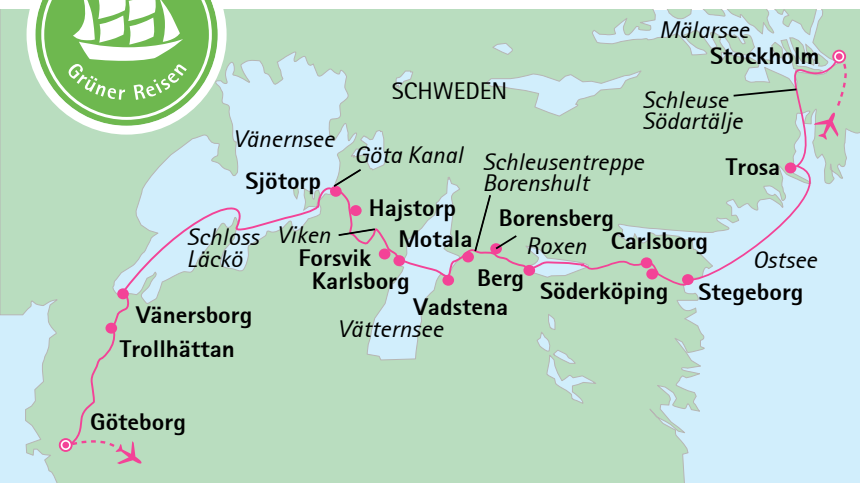 Grüner Reisen
Mälarsee
Stockholm
SCHWEDEN
Schleuse
Södartälje
Vänernsee
Göta Kanal
Schleusentreppe
Borenshult
Trosa
Sjötorp
Hajstorp
Borensberg
Schloss
Läckö
Viken
Motala
Roxen
Carlsborg
Ostsee
Forsvik
Karlsborg
Berg
Söderköping
Stegeborg
Vadstena
Vänersborg
Vätternsee
Trollhättan
Göteborg